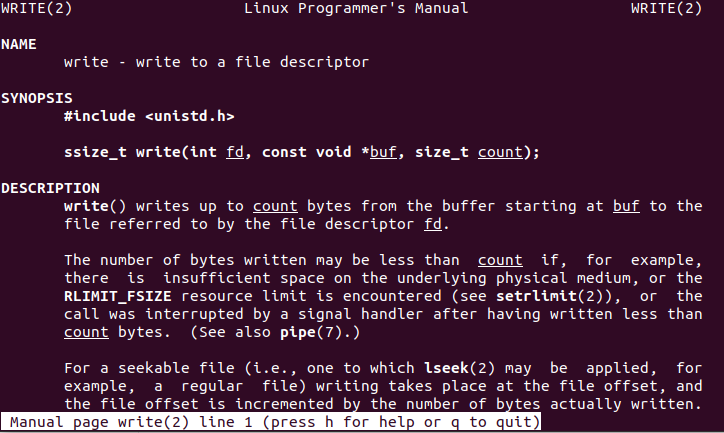 WRITE(2) Linux Programmer's Manual WRITE(2)
NAME
write - write to a file descriptor
SYNOPSIS
#include <unistd.h>
ssize_t write(int fd, const void *buf, size_t count);
DESCRIPTION
write() writes up to count bytes from the buffer starting at buf to the
file referred to by the file descriptor fd.
The number of bytes written may be less than count if, for example,
there is insufficient space on the underlying physical medium, or the
RLIMIT_FSIZE resource limit is encountered (see setrlimit(2)), or the
call was interrupted by a signal handler after having written less than
count bytes. (See also pipe(7).)
For a seekable file (i.e., one to which lseek(2) may be applied, for
example, a regular file) writing takes place at the file offset, and
the file offset is incremented by the number of bytes actually written.
Manual page write(2) line 1 (press h for help or q to quit)